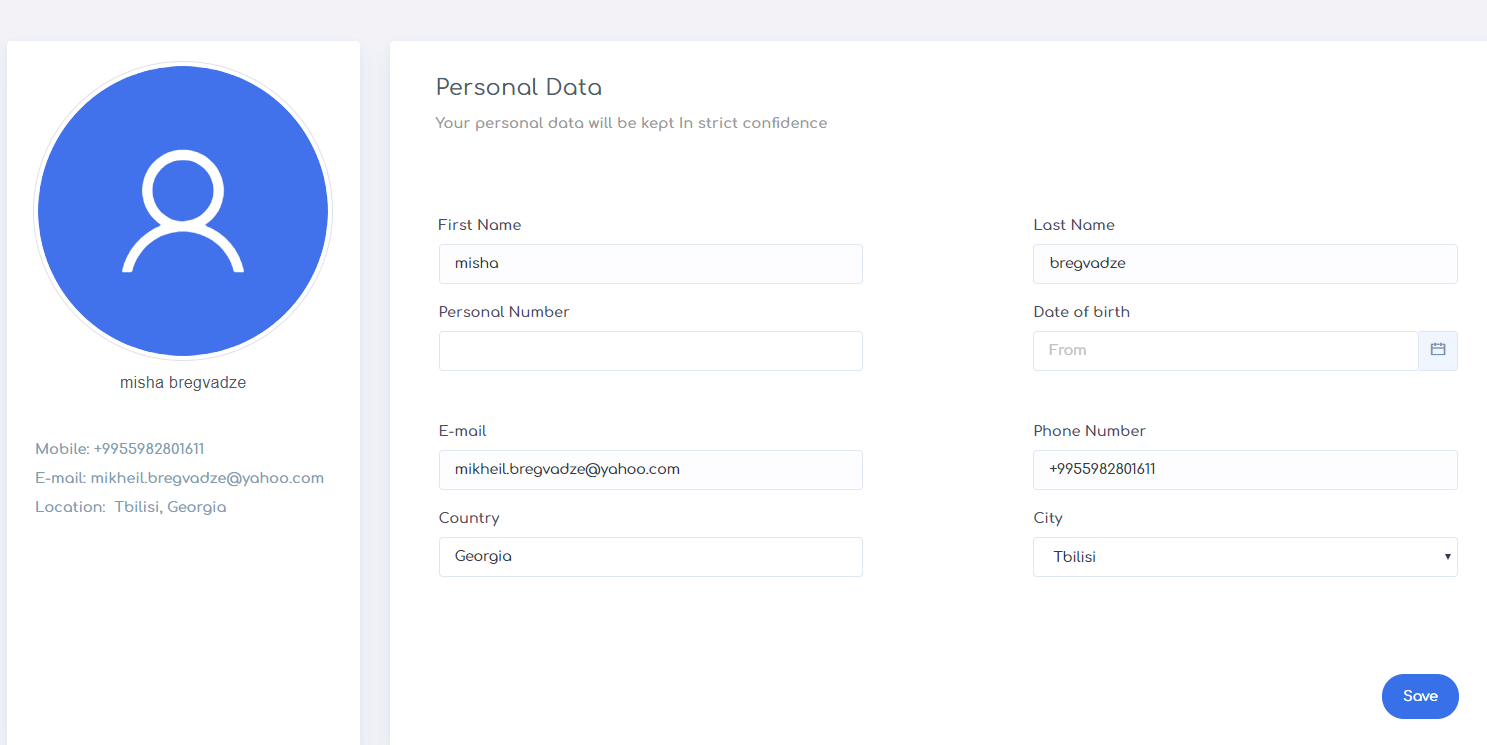 misha bregvadze
Mobile: +9955982801611
E-mail: mikheil.bregvadze@yahoo.com
Location: Tbilisi, Georgia
Personal Data
Your personal data will be kept In strict confidence
First Name
misha
Last Name
bregvadze
Personal Number
Date of birth
From
E-mail
mikheil.bregvadze@yahoo.com
Phone Number
+9955982801611
Country
Georgia
City
Tbilisi
Save